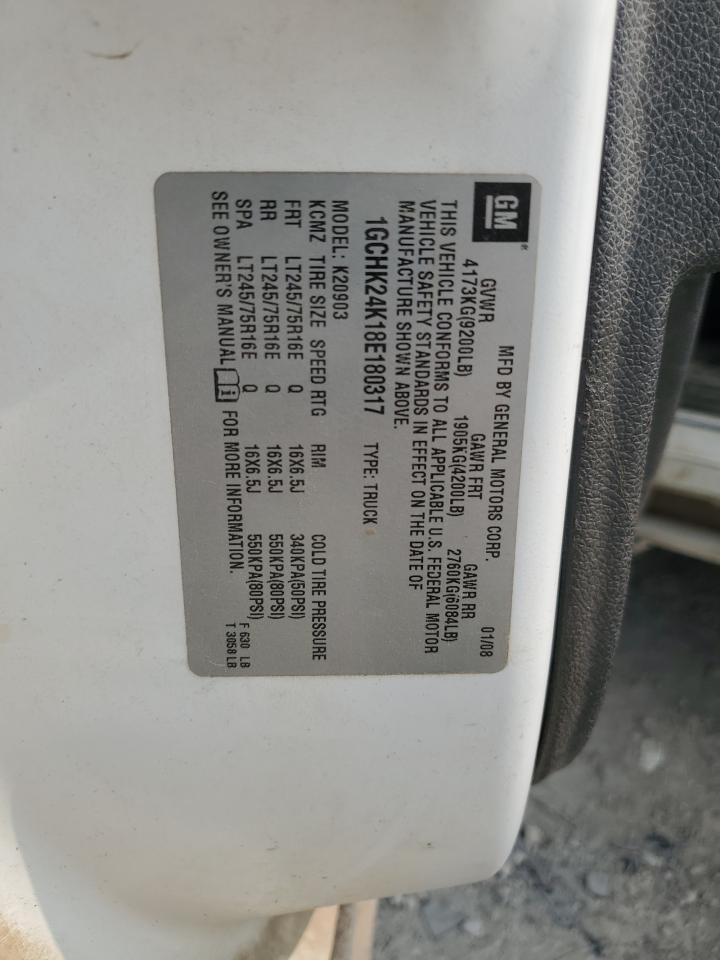 GM®
MFD BY GENERAL MOTORS CORP. 01/08
GVWR GAWR FRT GAWR RR
4173KG(9200LB) 1905KG(4200LB) 2760KG(6084LB)
THIS VEHICLE CONFORMS TO ALL APPLICABLE U.S. FEDERAL MOTOR
VEHICLE SAFETY STANDARDS IN EFFECT ON THE DATE OF
MANUFACTURE SHOWN ABOVE.
1GCHK24K18E180317 TYPE: TRUCK
MODEL: K20903
KCMZ TIRE SIZE SPEED RTG RIM COLD TIRE PRESSURE
FRT LT245/75R16E Q 16X6.5J 340KPA(50PSI)
RR LT245/75R16E Q 16X6.5J 550KPA(80PSI)
SPA LT245/75R16E Q 16X6.5J 550KPA(80PSI) F 630 LB
SEE OWNER'S MANUAL FOR MORE INFORMATION. T 3058 LB